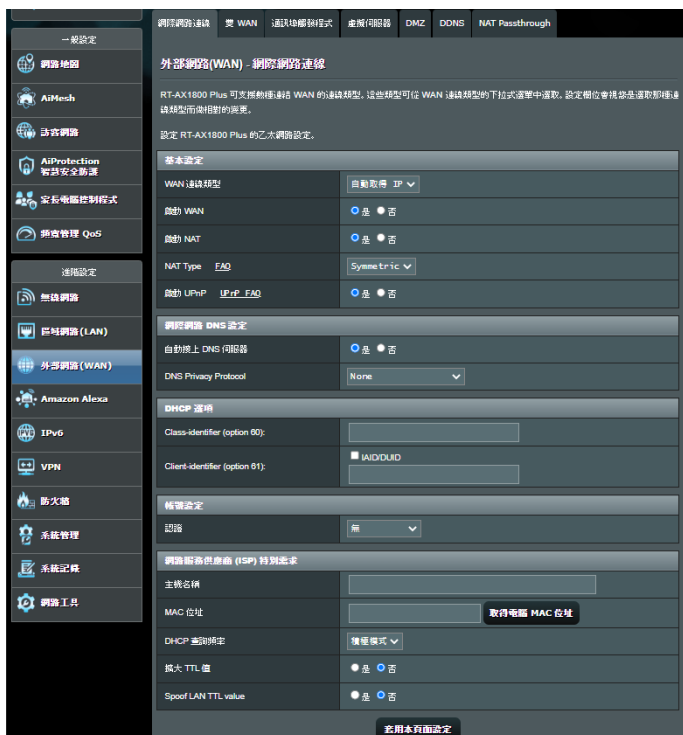 一般設定
網路地圖
AiMesh
訪客網路
AiProtection
智慧安全防護
家長電腦控制程式
頻寬管理 QoS
進階設定
無線網路
區域網路(LAN)
外部網路(WAN)
Amazon Alexa
IPv6
VPN
防火牆
系統管理
系統記錄
網路工具
網際網路連線
雙 WAN
通訊埠觸發程式
虛擬伺服器
DMZ
DDNS
NAT Passthrough
外部網路(WAN) - 網際網路連線
RT-AX1800 Plus 可支援數種連結 WAN 的連線類型。這些類型可從 WAN 連線類型的下拉式選單中選取。設定欄位會視您是選取那種連
線類型而做相對的變更。
設定 RT-AX1800 Plus 的乙太網路設定。
基本設定
WAN 連線類型 自動取得 IP
啟動 WAN 是 否
啟動 NAT 是 否
NAT Type FAQ Symmetric
啟動 UPnP UPnP FAQ 是 否
網際網路 DNS 設定
自動接上 DNS 伺服器 是 否
DNS Privacy Protocol None
DHCP 選項
Class-identifier (option 60):
Client-identifier (option 61): IAID/DUID
帳號設定
認證 無
網路服務供應商 (ISP) 特別需求
主機名稱
MAC 位址 取得電腦 MAC 位址
DHCP 查詢頻率 積極模式
擴大 TTL 值 是 否
Spoof LAN TTL value 是 否
套用本頁面設定